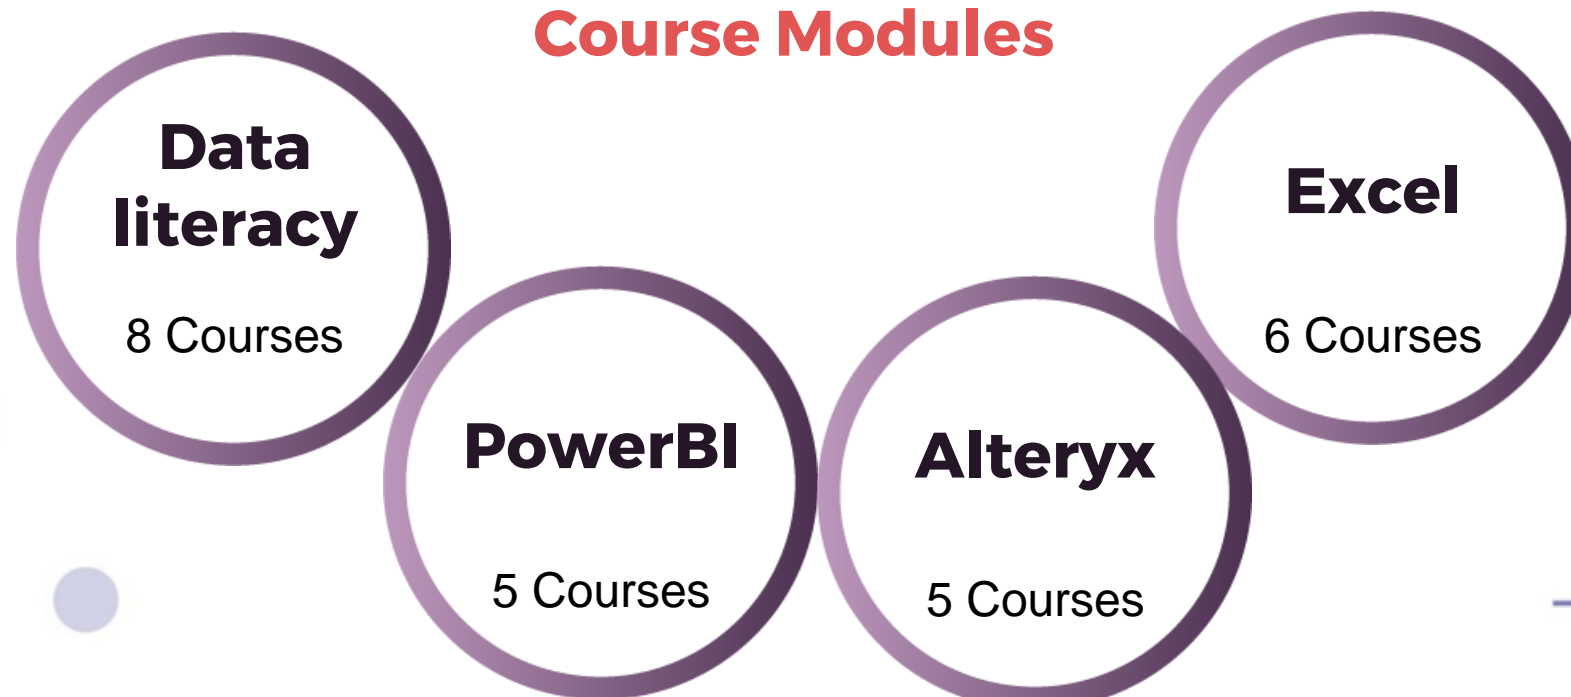 Course Modules
Data
literacy
8 Courses
PowerBI
5 Courses
Alteryx
5 Courses
Excel
6 Courses